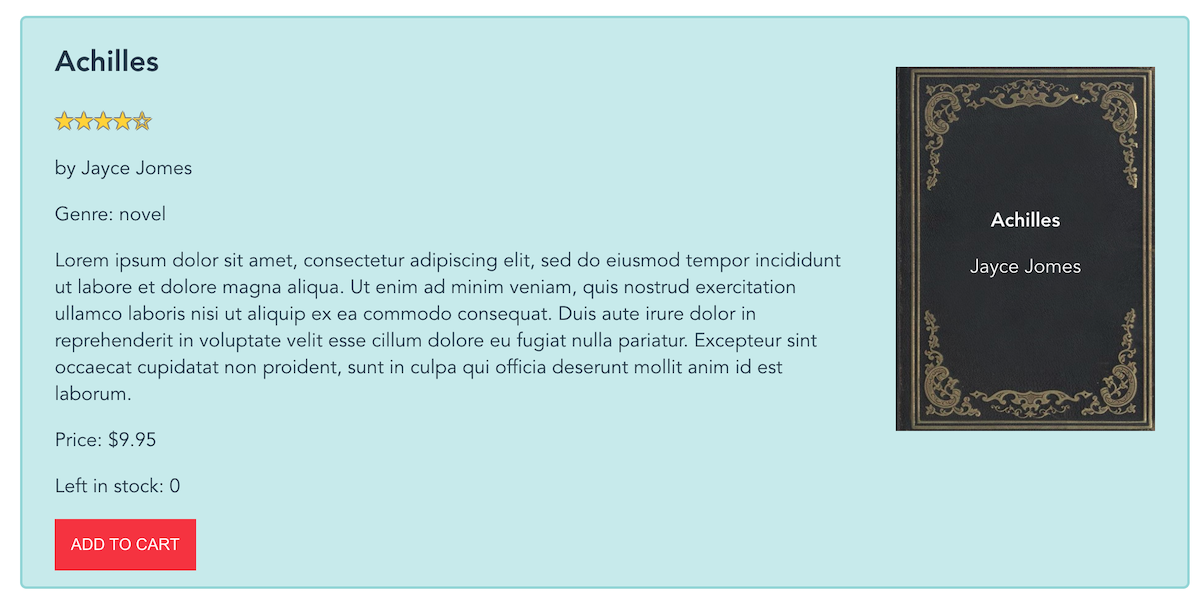 Achilles
by Jayce Jomes
Genre: novel
Lorem ipsum dolor sit amet, consectetur adipiscing elit, sed do eiusmod tempor incididunt
ut labore et dolore magna aliqua. Ut enim ad minim veniam, quis nostrud exercitation
ullamco laboris nisi ut aliquip ex ea commodo consequat. Duis aute irure dolor in
reprehenderit in voluptate velit esse cillum dolore eu fugiat nulla pariatur. Excepteur sint
occaecat cupidatat non proident, sunt in culpa qui officia deserunt mollit anim id est
laborum.
Price: $9.95
Left in stock: 0
ADD TO CART
Achilles
Jayce Jomes